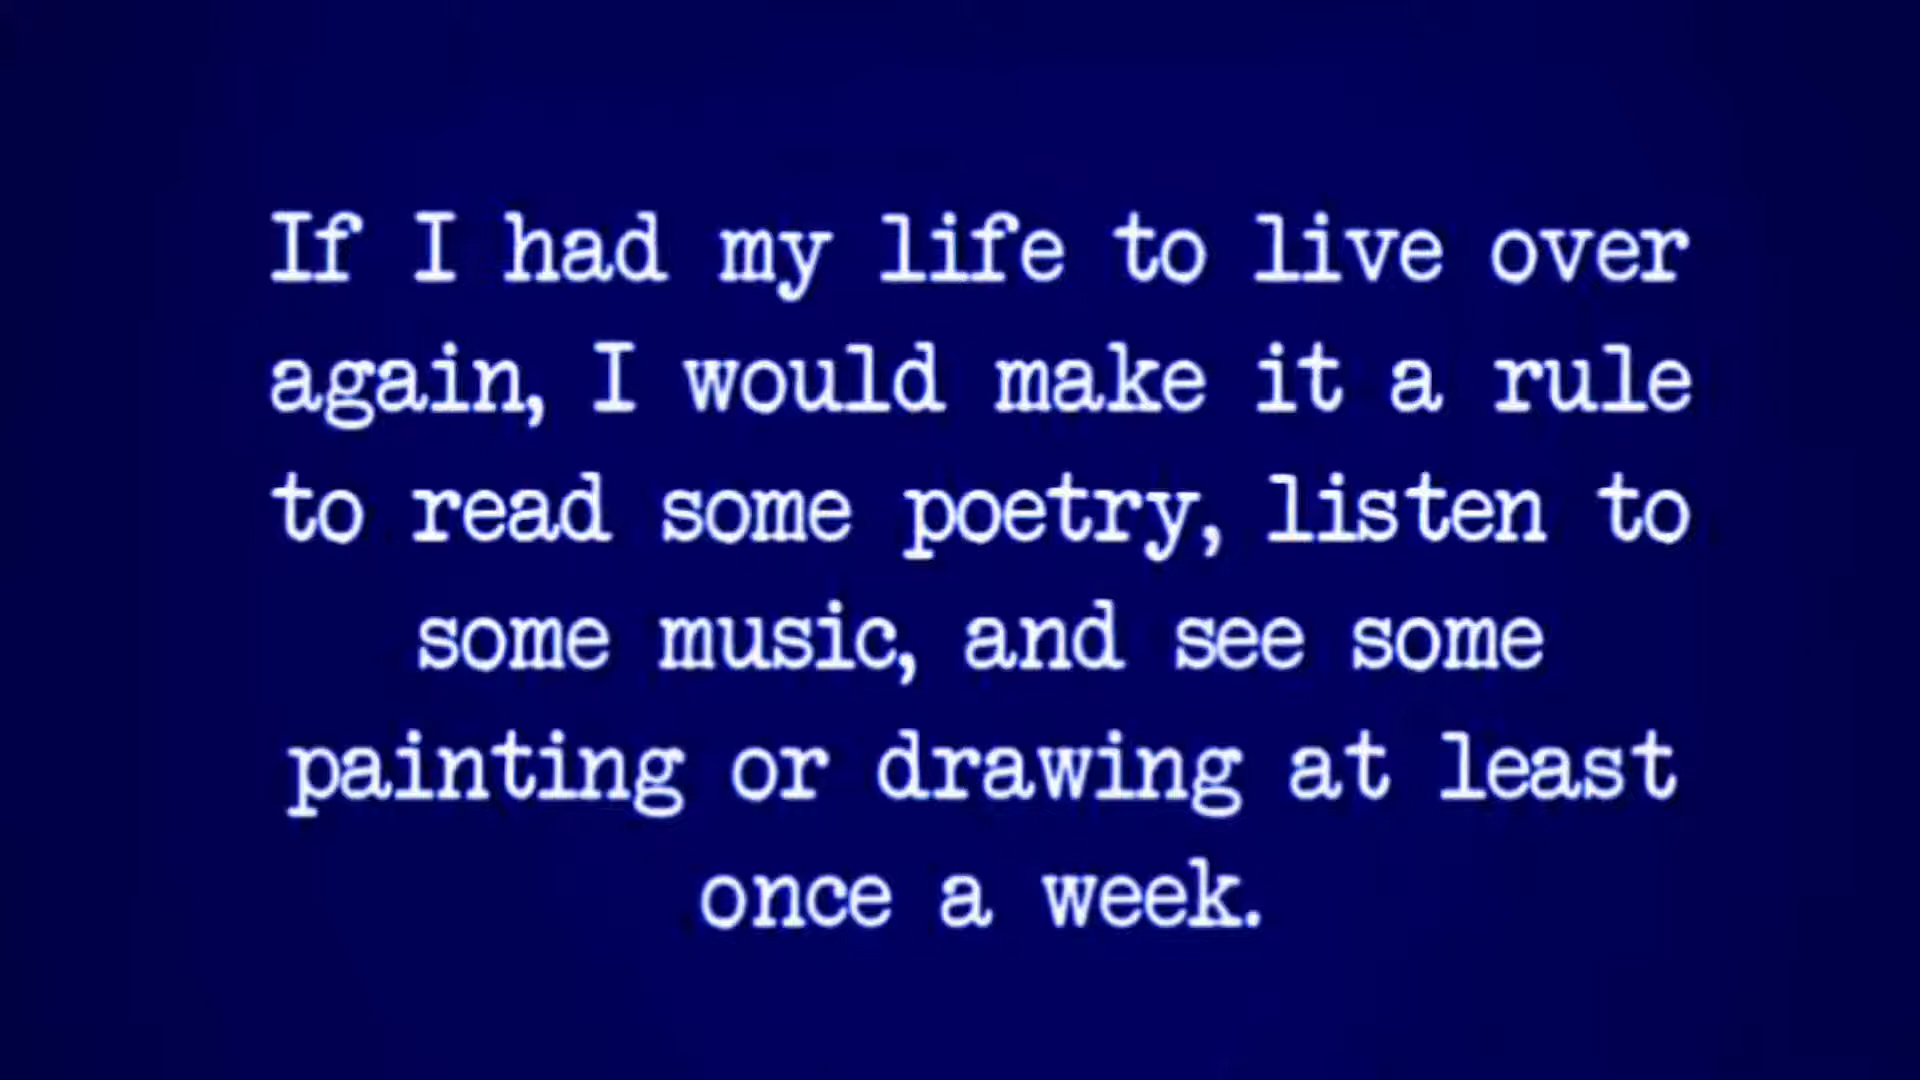 If I had my life to live over
again, I would make it a rule
to read some poetry, listen to
some music, and see some
painting or drawing at least
once a week.